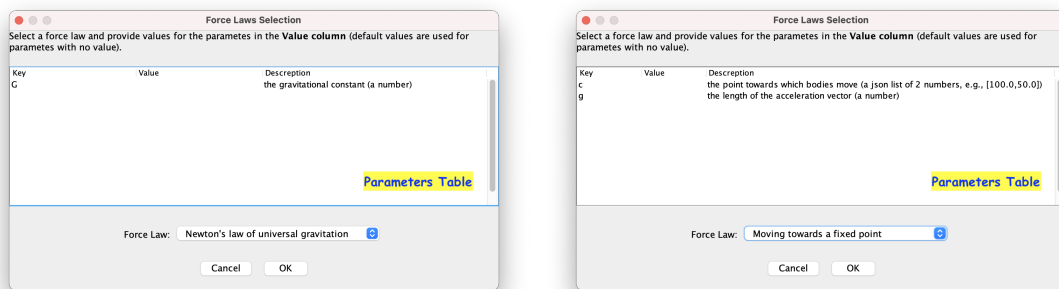 Force Laws Selection
Select a force law and provide values for the parametes in the Value column (default values are used for
parametes with no value).
Key Value Descreption
G the gravitational constant (a number)
Parameters Table
Force Law: Newton's law of universal gravitation
Cancel OK
Force Laws Selection
Select a force law and provide values for the parametes in the Value column (default values are used for
parametes with no value).
Key Value Descreption
c the point towards which bodies move (a json list of 2 numbers, e.g., [100.0,50.0])
g the length of the acceleration vector (a number)
Parameters Table
Force Law: Moving towards a fixed point
Cancel OK